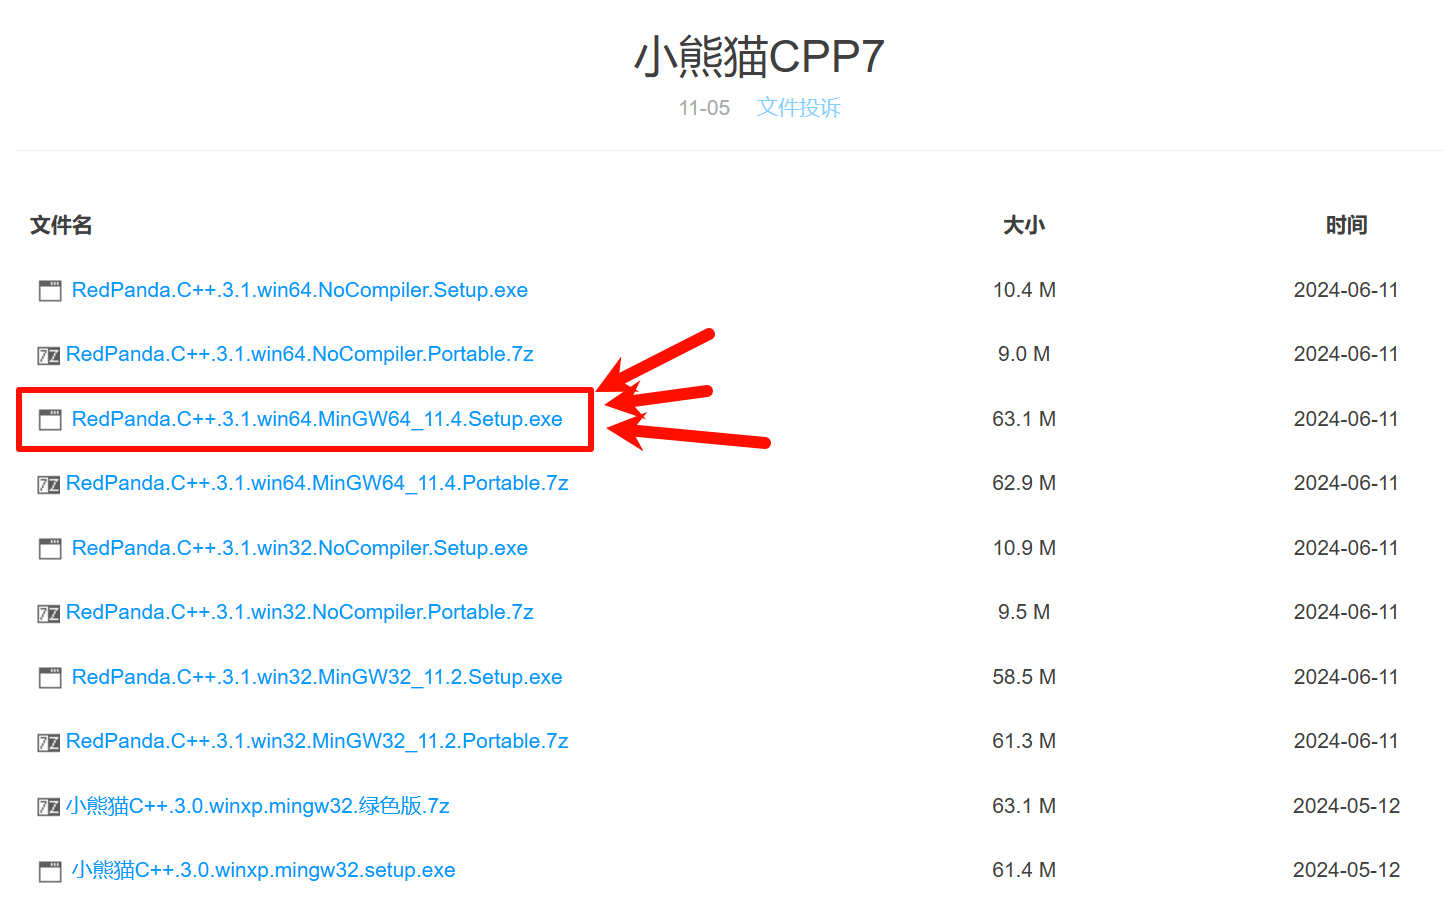 小熊猫CPP7
11-05 文件投诉
文件名 大小 时间
RedPanda.C++.3.1.win64.NoCompiler.Setup.exe 10.4 M 2024-06-11
7Z RedPanda.C++.3.1.win64.NoCompiler.Portable.7z 9.0 M 2024-06-11
RedPanda.C++.3.1.win64.MinGW64_11.4.Setup.exe 63.1 M 2024-06-11
7Z RedPanda.C++.3.1.win64.MinGW64_11.4.Portable.7z 62.9 M 2024-06-11
RedPanda.C++.3.1.win32.NoCompiler.Setup.exe 10.9 M 2024-06-11
7Z RedPanda.C++.3.1.win32.NoCompiler.Portable.7z 9.5 M 2024-06-11
RedPanda.C++.3.1.win32.MinGW32_11.2.Setup.exe 58.5 M 2024-06-11
7Z RedPanda.C++.3.1.win32.MinGW32_11.2.Portable.7z 61.3 M 2024-06-11
7Z 小熊猫C++.3.0.winxp.mingw32.绿色版.7z 63.1 M 2024-05-12
小熊猫C++.3.0.winxp.mingw32.setup.exe 61.4 M 2024-05-12